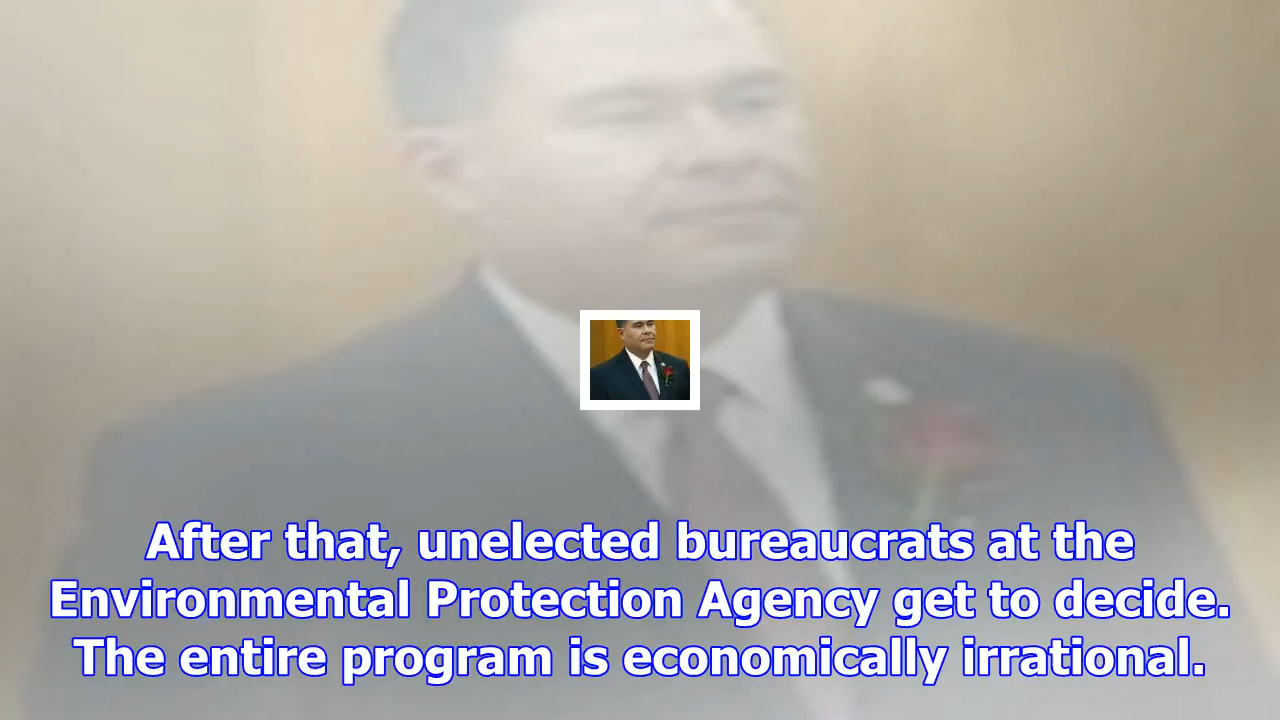 After that, unelected bureaucrats at the
Environmental Protection Agency get to decide.
The entire program is economically irrational.